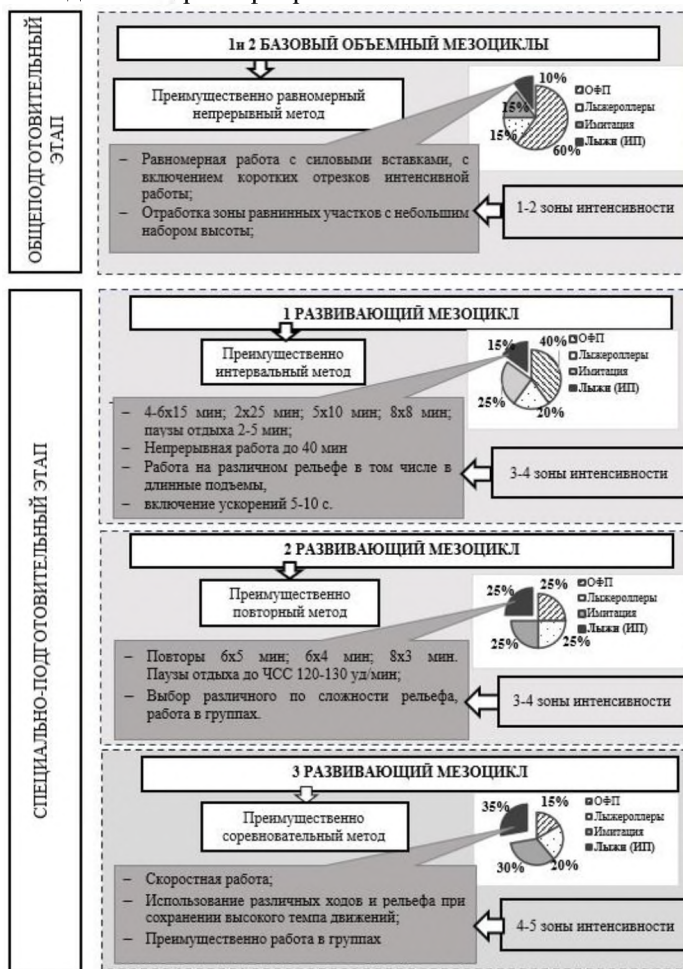 ОБЩЕПОДГОТОВИТЕЛЬНЫЙ
ЭТАП
1и 2 БАЗОВЫЙ ОБЪЕМНЫЙ МЕЗОЦИКЛЫ
Преимущественно равномерный
непрерывный метод
10%
15%
15%
60%
ОФП
Лыжероллеры
Имитация
Лыжи (ИП)
– Равномерная работа с силовыми вставками, с
включением коротких отрезков интенсивной
работы;
– Отработка зоны равнинных участков с небольшим
набором высоты;
1-2 зоны интенсивности
СПЕЦИАЛЬНО-ПОДГОТОВИТЕЛЬНЫЙ ЭТАП
1 РАЗВИВАЮЩИЙ МЕЗОЦИКЛ
Преимущественно
интервальный метод
15%
40%
25%
20%
ОФП
Лыжероллеры
Имитация
Лыжи (ИП)
– 4-6х15 мин; 2х25 мин; 5х10 мин; 8х8 мин;
паузы отдыха 2-5 мин;
– Непрерывная работа до 40 мин
– Работа на различном рельефе в том числе в
длинные подъемы,
– включение ускорений 5-10 с.
3-4 зоны интенсивности
2 РАЗВИВАЮЩИЙ МЕЗОЦИКЛ
Преимущественно
повторный метод
25%
25%
25%
25%
ОФП
Лыжероллеры
Имитация
Лыжи (ИП)
– Повторы 6х5 мин; 6х4 мин; 8х3 мин.
Паузы отдыха до ЧСС 120-130 уд/мин;
– Выбор различного по сложности рельефа,
работа в группах.
3-4 зоны интенсивности
3 РАЗВИВАЮЩИЙ МЕЗОЦИКЛ
Преимущественно
соревновательный метод
35%
15%
30%
20%
ОФП
Лыжероллеры
Имитация
Лыжи (ИП)
– Скоростная работа;
– Использование различных ходов и рельефа при
сохранении высокого темпа движений;
– Преимущественно работа в группах
4-5 зоны интенсивности